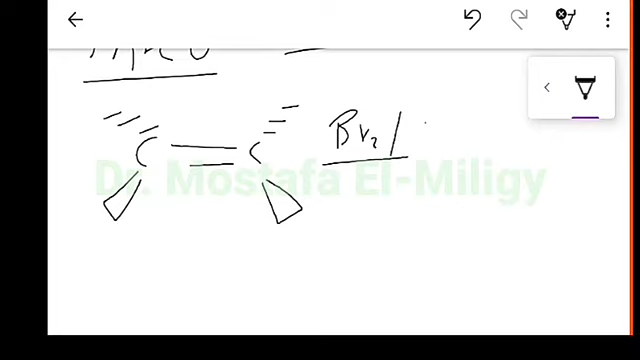 C = C Br₂/
Dr. Mostafa El-Miligy